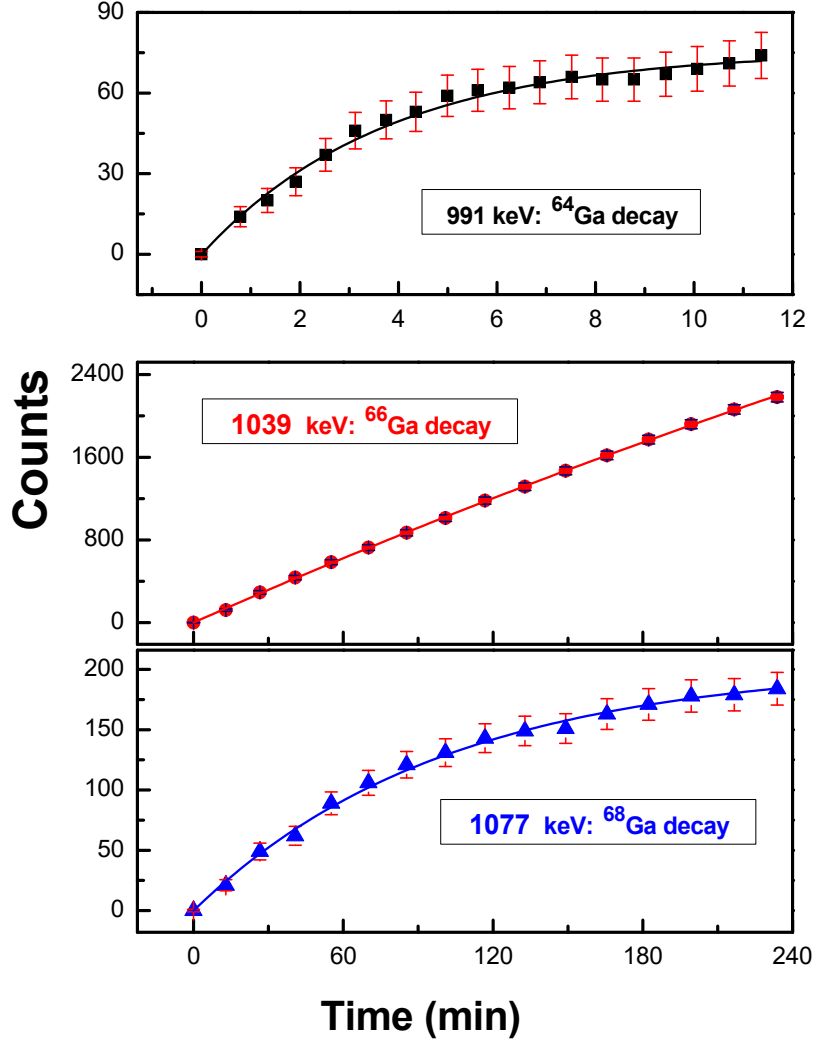 90
60
30
0
991 keV: ⁶⁴Ga decay
0 2 4 6 8 10 12
Counts
2400
1600
800
0
1039 keV: ⁶⁶Ga decay
200
150
100
50
0
1077 keV: ⁶⁸Ga decay
0 60 120 180 240
Time (min)